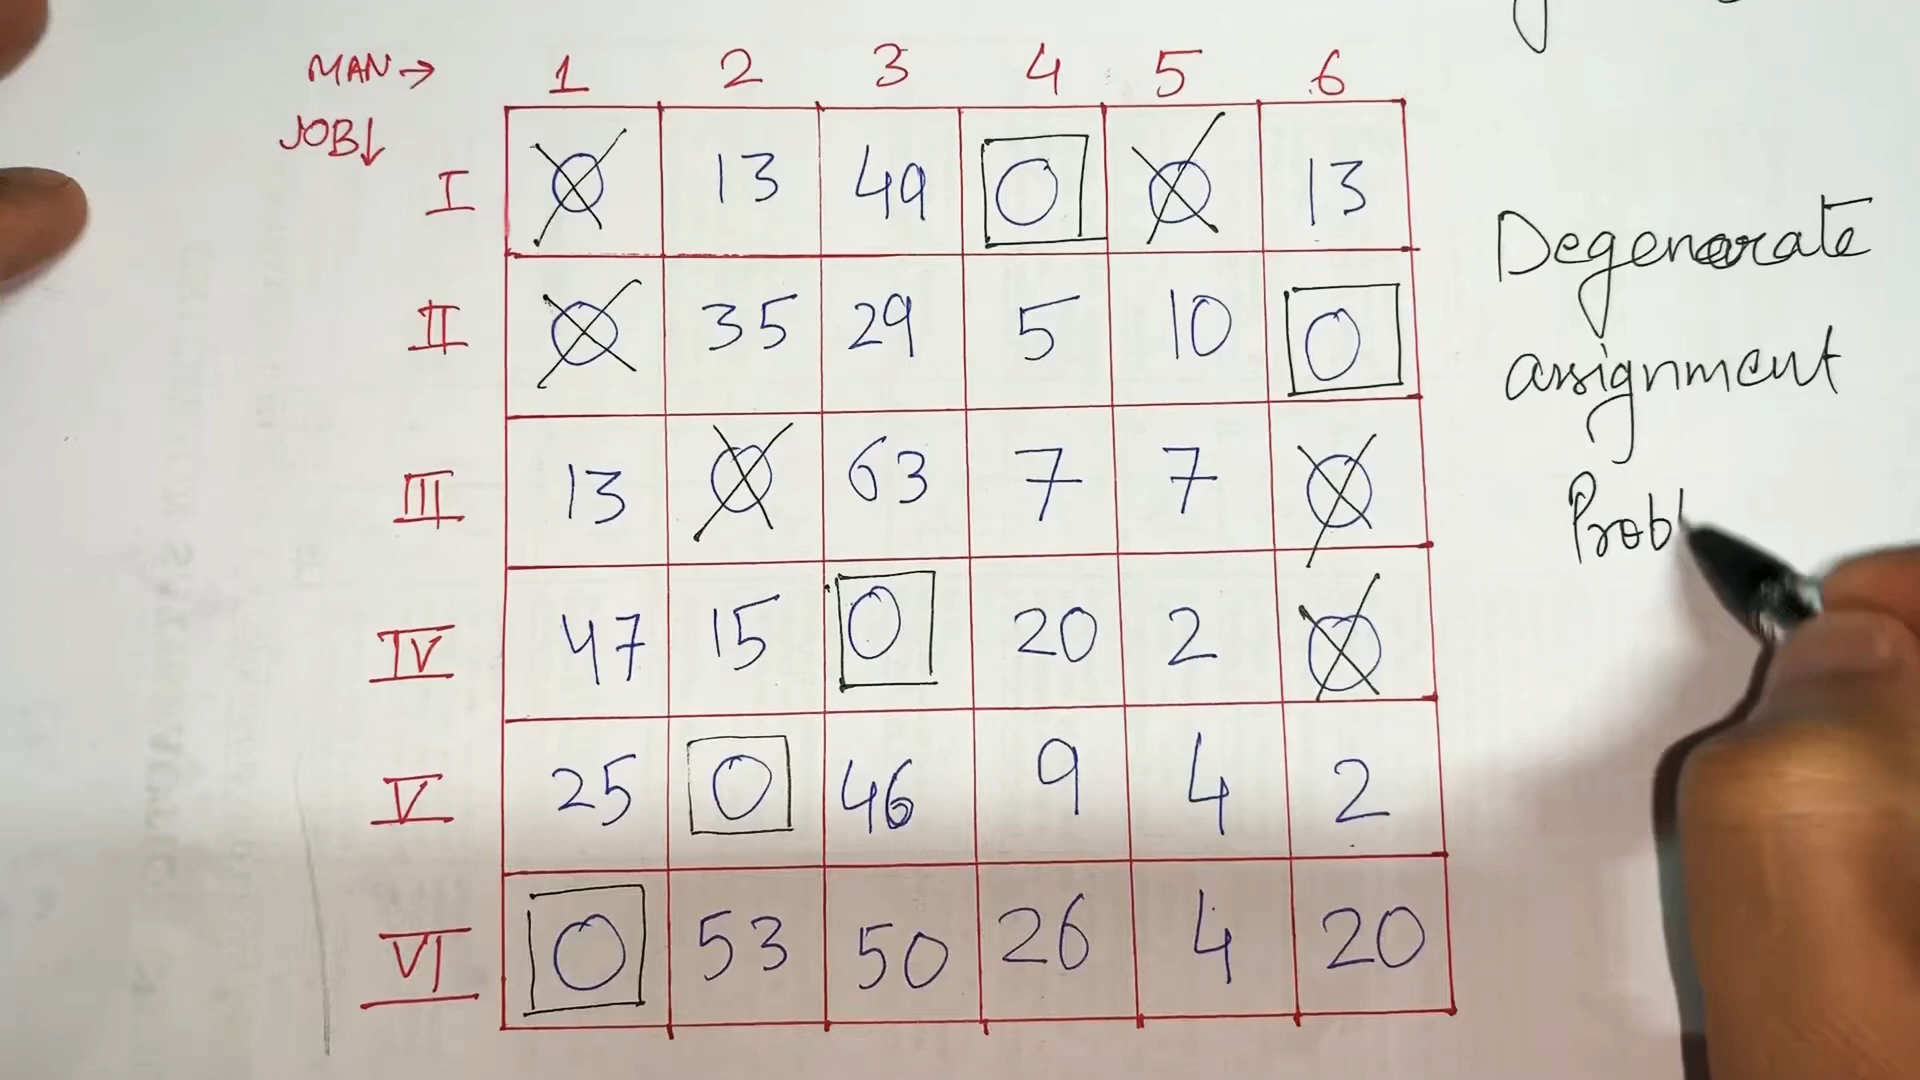 MAN→ 1 2 3 4 5 6
JOB↓
I 0 13 49 0 0 13
II 0 35 29 5 10 0
III 13 0 63 7 7 0
IV 47 15 0 20 2 0
V 25 0 46 9 4 2
VI 0 53 50 26 4 20
Degenerate
assignment
Prob